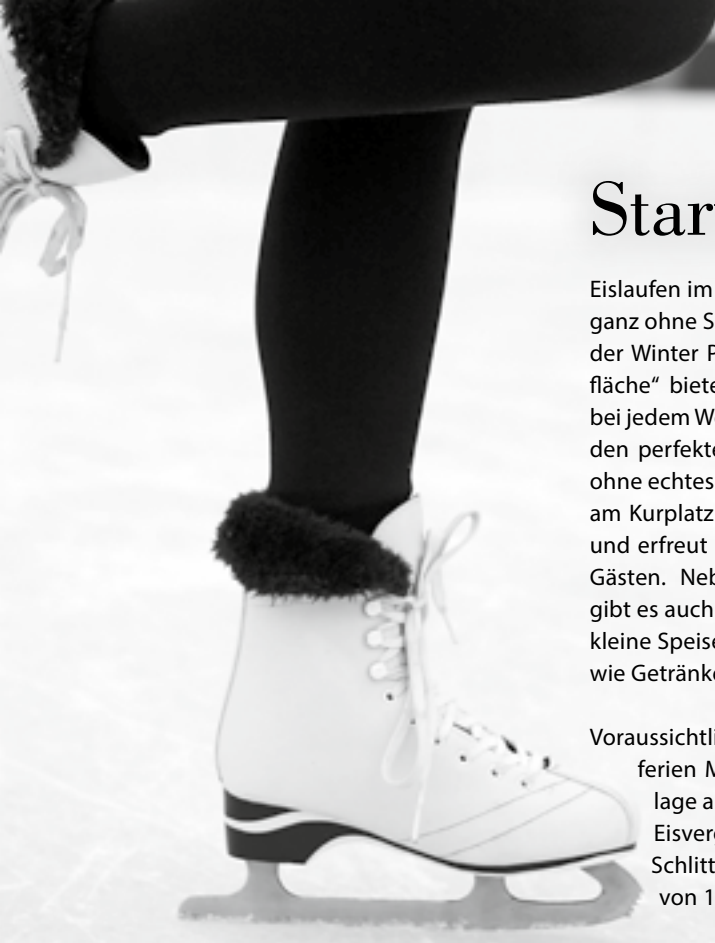 Star
Eislaufen im
ganz ohne S
der Winter P
fläche“ biete
bei jedem W
den perfekte
ohne echtes
am Kurplatz
und erfreut
Gästen. Neb
gibt es auch
kleine Speise
wie Getränke
Voraussichtli
ferien M
lage a
Eisver
Schlitt
von 1